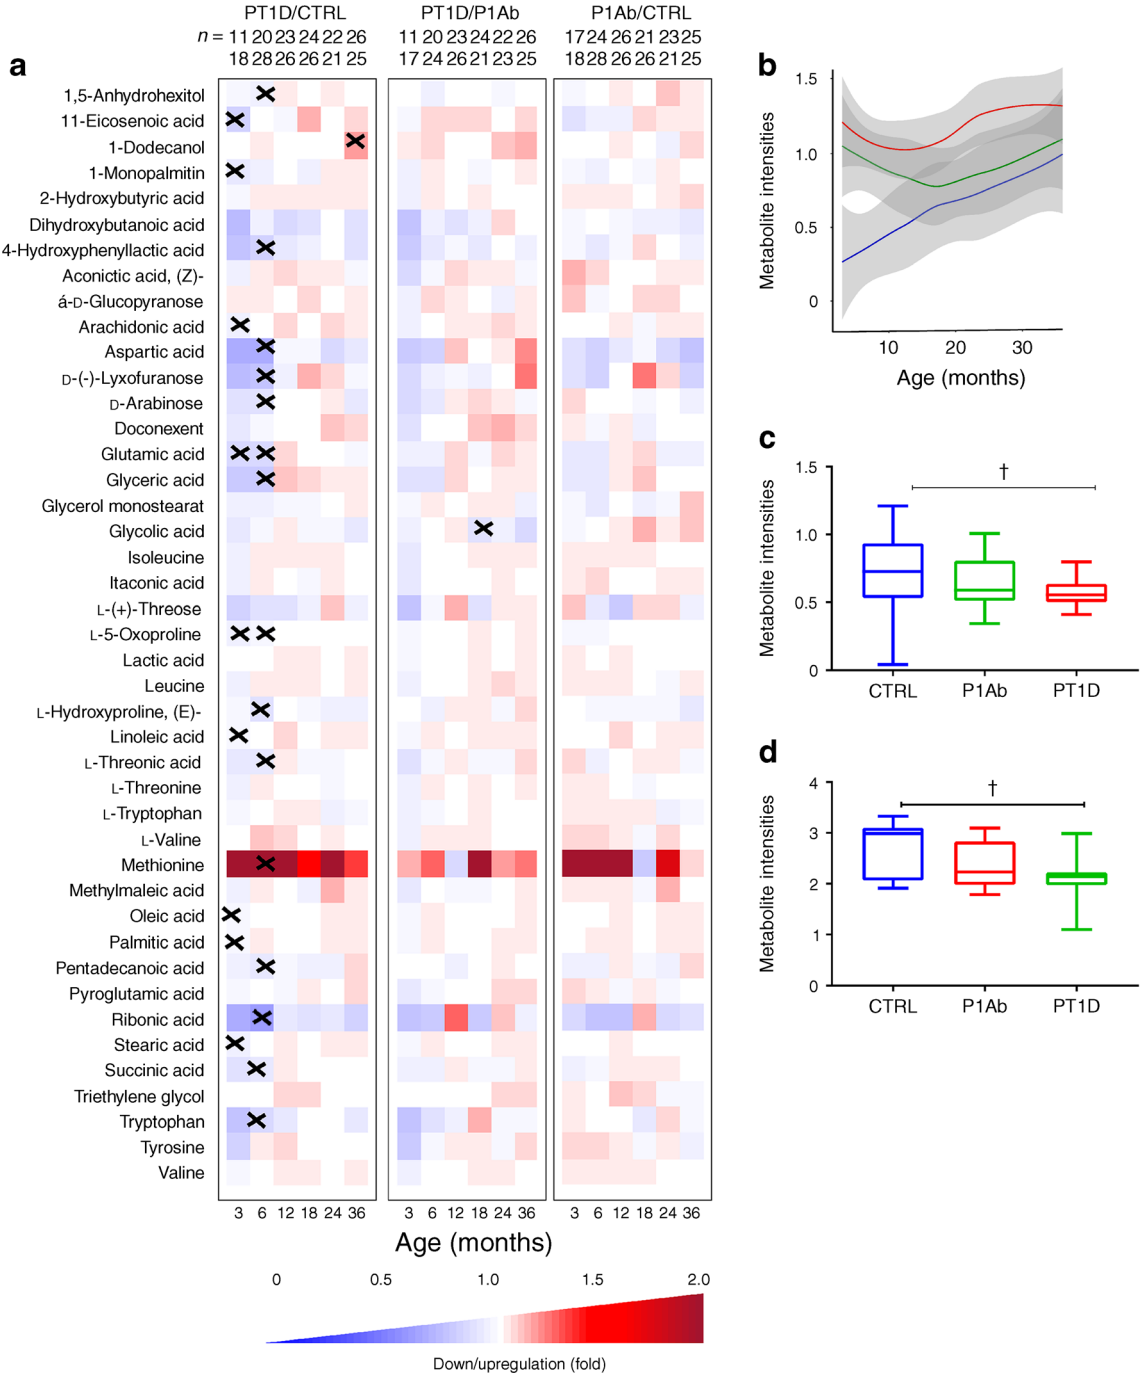 a
PT1D/CTRL PT1D/P1Ab P1Ab/CTRL
n = 11 20 23 24 22 26 11 20 23 24 22 26 17 24 26 21 23 25
18 28 26 26 21 25 17 24 26 21 23 25 18 28 26 26 21 25
1,5-Anhydrohexitol
11-Eicosenoic acid
1-Dodecanol
1-Monopalmitin
2-Hydroxybutyric acid
Dihydroxybutanoic acid
4-Hydroxyphenyllactic acid
Aconictic acid, (Z)-
á-D-Glucopyranose
Arachidonic acid
Aspartic acid
D-(-)-Lyxofuranose
D-Arabinose
Doconexent
Glutamic acid
Glyceric acid
Glycerol monostearat
Glycolic acid
Isoleucine
Itaconic acid
L-(+)-Threose
L-5-Oxoproline
Lactic acid
Leucine
L-Hydroxyproline, (E)-
Linoleic acid
L-Threonic acid
L-Threonine
L-Tryptophan
L-Valine
Methionine
Methylmaleic acid
Oleic acid
Palmitic acid
Pentadecanoic acid
Pyroglutamic acid
Ribonic acid
Stearic acid
Succinic acid
Triethylene glycol
Tryptophan
Tyrosine
Valine
3 6 12 18 24 36 3 6 12 18 24 36 3 6 12 18 24 36
Age (months)
0 0.5 1.0 1.5 2.0
Down/upregulation (fold)
b
Metabolite intensities
1.5
1.0
0.5
0
10 20 30
Age (months)
c
Metabolite intensities
1.5
1.0
0.5
0
†
CTRL P1Ab PT1D
d
Metabolite intensities
4
3
2
1
0
†
CTRL P1Ab PT1D